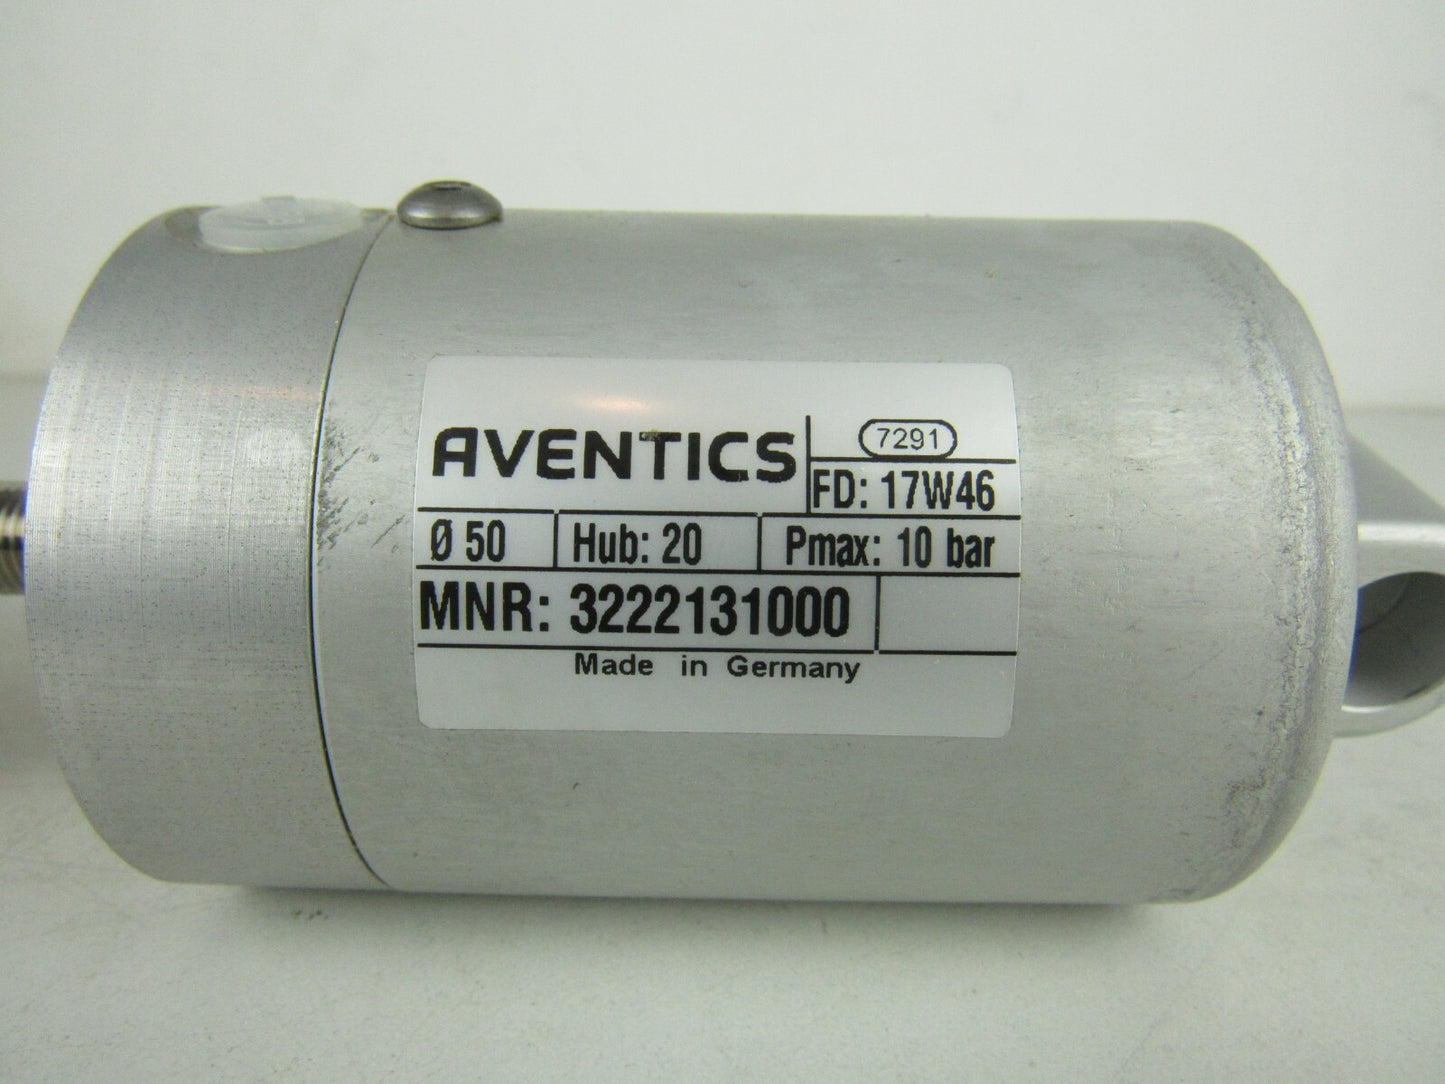 AVENTICS
7291
FD: 17W46
Ø 50 Hub: 20 Pmax: 10 bar
MNR: 3222131000
Made in Germany